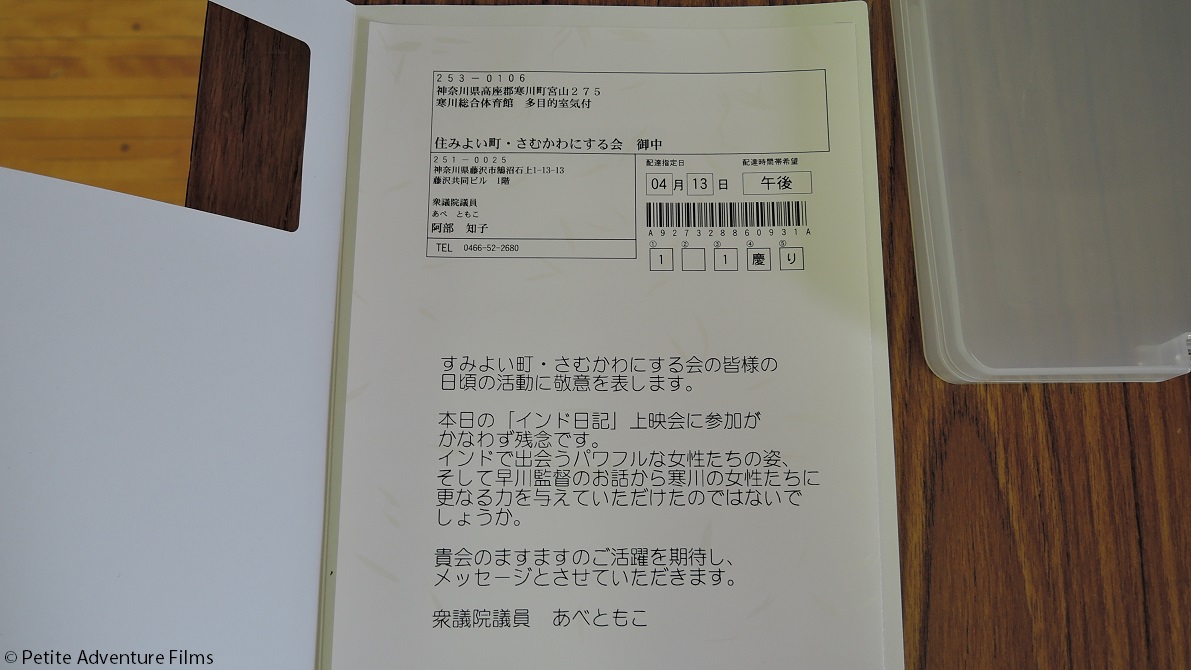 253-0106
神奈川県高座郡寒川町宮山275
寒川総合体育館 多目的室気付
住みよい町・さむかわにする会 御中
251-0025
神奈川県藤沢市鵠沼石上1-13-13
藤沢共同ビル 1階
衆議院議員
あべ ともこ
阿部 知子
TEL 0466-52-2680
配達指定日 配達時間帯希望
04月13日 午後
A927328860931A
① ② ③ ④ ⑤
1 1 慶 り
すみよい町・さむかわにする会の皆様の
日頃の活動に敬意を表します。
本日の「インド日記」上映会に参加が
かなわず残念です。
インドで出会うパワフルな女性たちの姿、
そして早川監督のお話から寒川の女性たちに
更なる力を与えていただけたのではないで
しょうか。
貴会のますますのご活躍を期待し、
メッセージとさせていただきます。
衆議院議員 あべともこ
© Petite Adventure Films